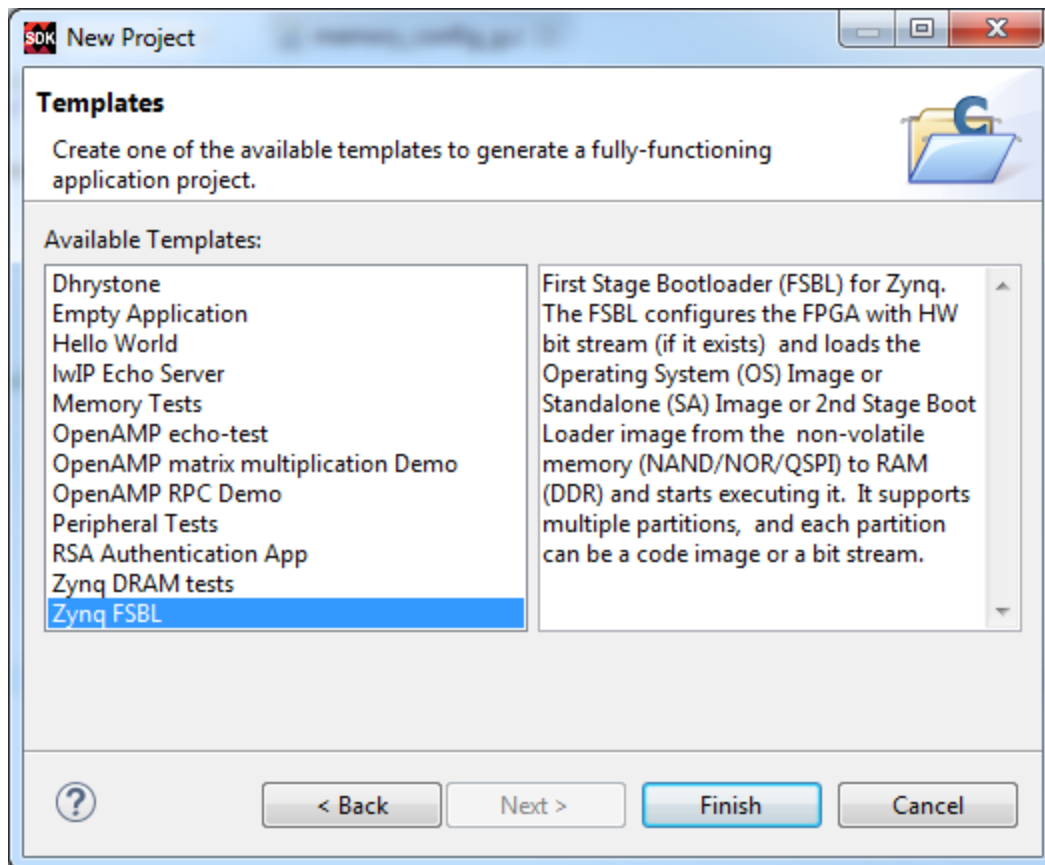 SDK New Project
Templates
Create one of the available templates to generate a fully-functioning
application project.
Available Templates:
Dhrystone
Empty Application
Hello World
lwIP Echo Server
Memory Tests
OpenAMP echo-test
OpenAMP matrix multiplication Demo
OpenAMP RPC Demo
Peripheral Tests
RSA Authentication App
Zynq DRAM tests
Zynq FSBL
First Stage Bootloader (FSBL) for Zynq.
The FSBL configures the FPGA with HW
bit stream (if it exists)  and loads the
Operating System (OS) Image or
Standalone (SA) Image or 2nd Stage Boot
Loader image from the  non-volatile
memory (NAND/NOR/QSPI) to RAM
(DDR) and starts executing it.  It supports
multiple partitions,  and each partition
can be a code image or a bit stream.
? < Back Next > Finish Cancel